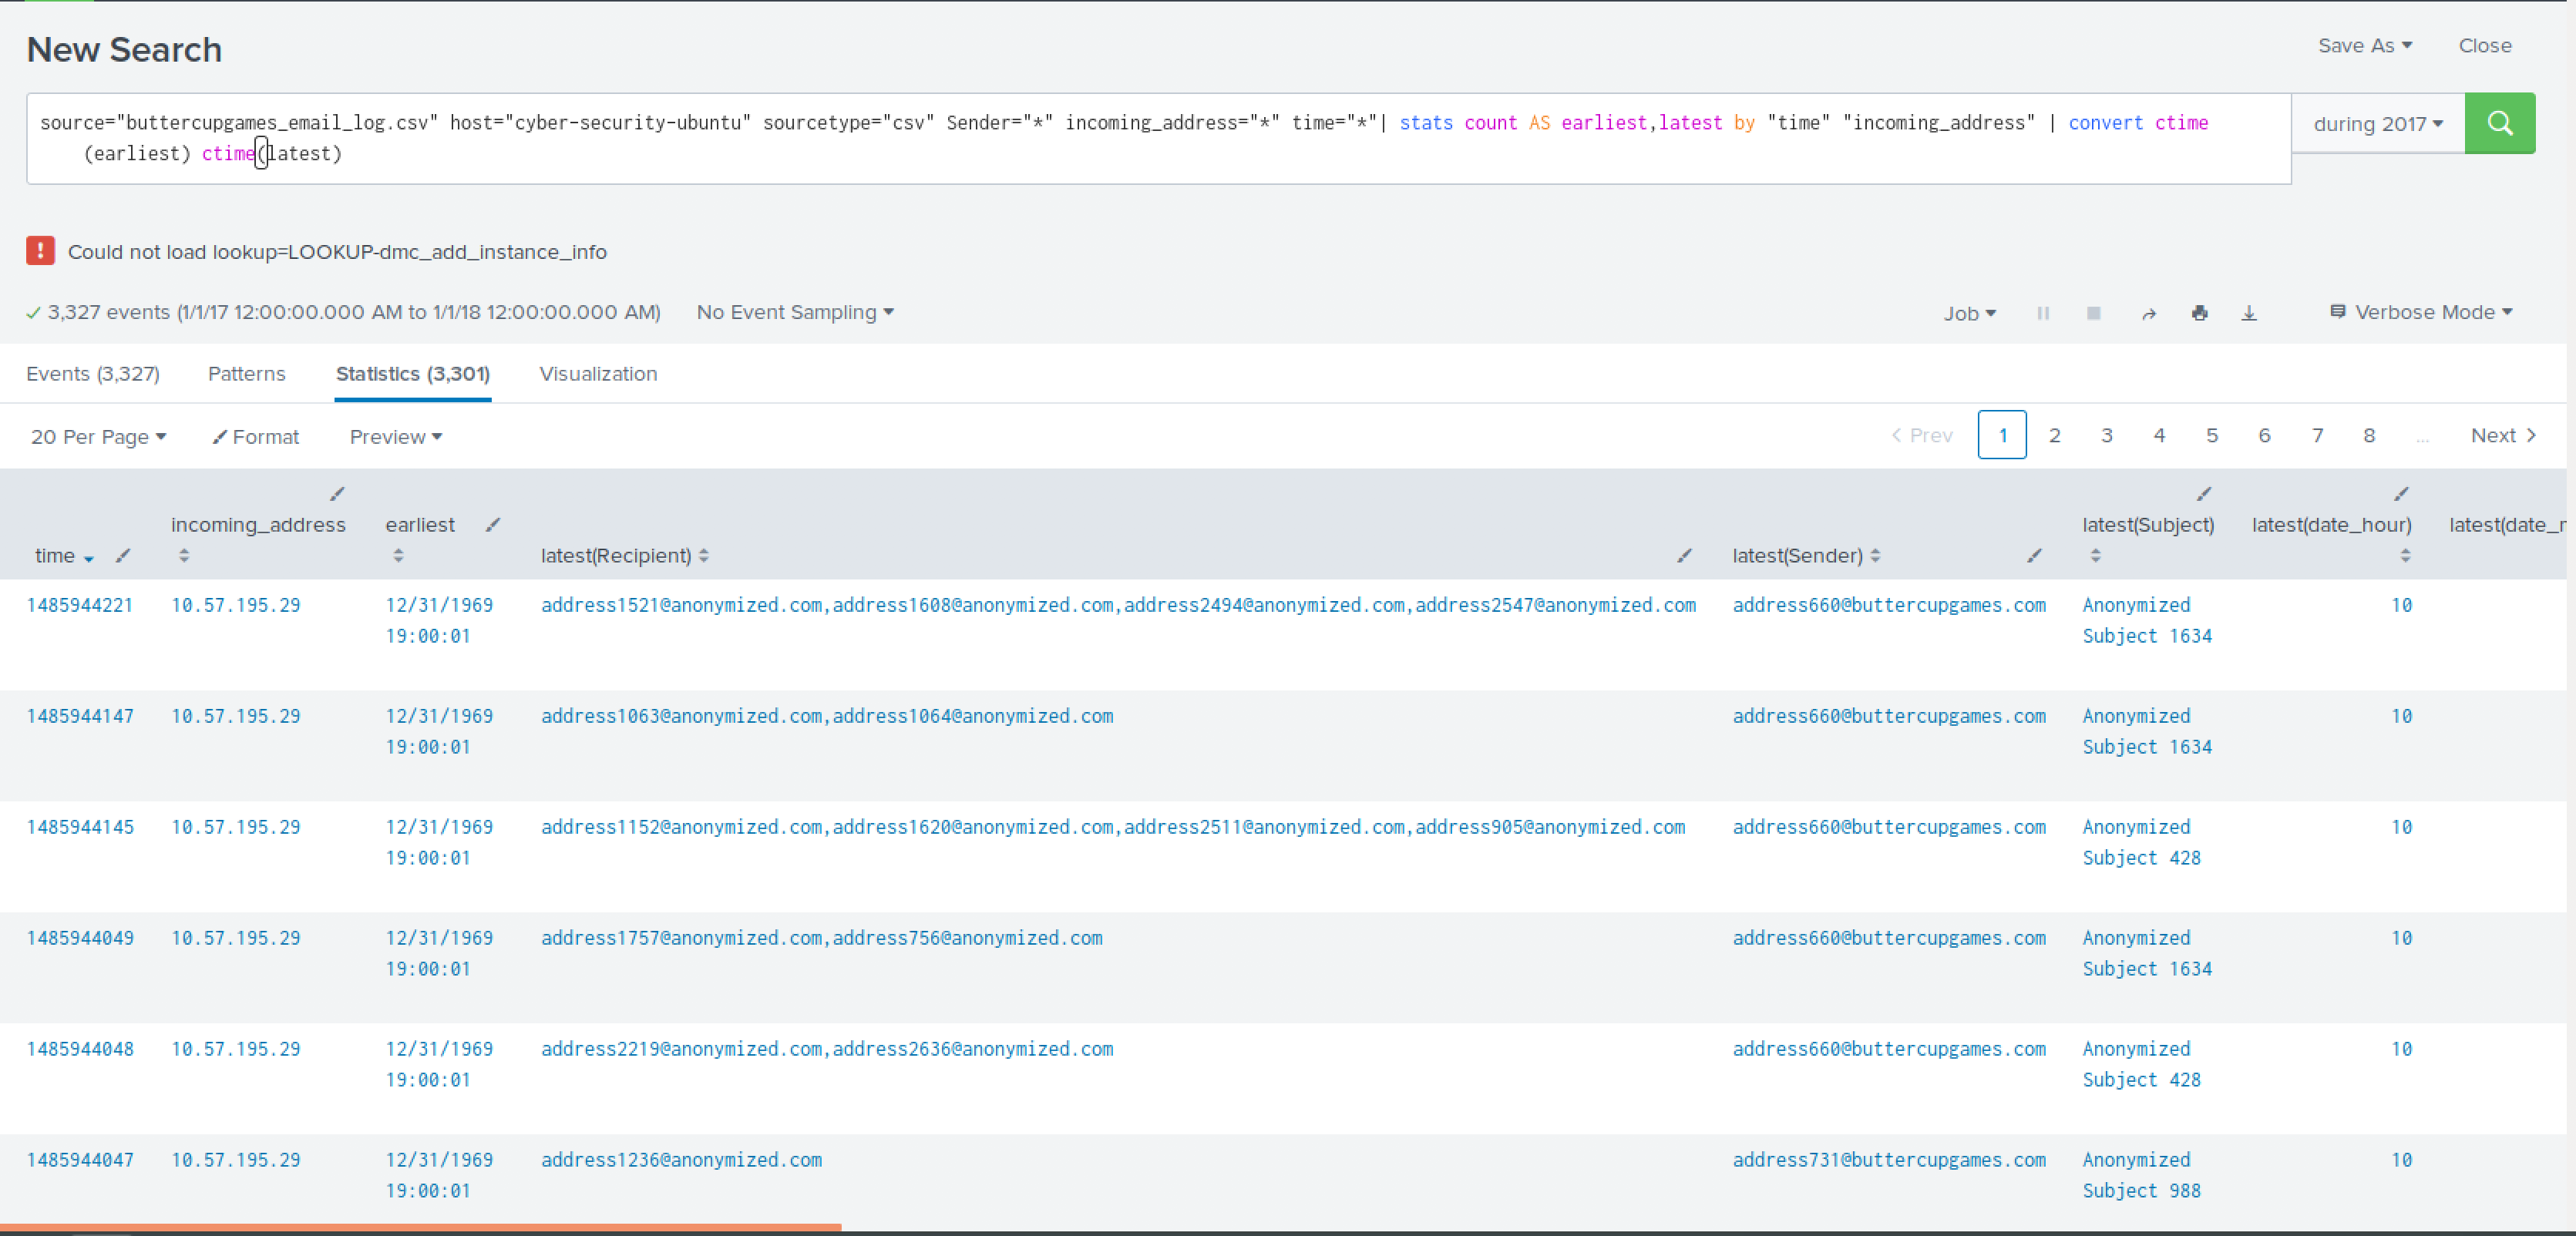 New Search
Save As Close
source="buttercupgames_email_log.csv" host="cyber-security-ubuntu" sourcetype="csv" Sender="*" incoming_address="*" time="*"| stats count AS earliest,latest by "time" "incoming_address" | convert ctime
(earliest) ctime(latest)
during 2017
! Could not load lookup=LOOKUP-dmc_add_instance_info
3,327 events (1/1/17 12:00:00.000 AM to 1/1/18 12:00:00.000 AM) No Event Sampling Job Verbose Mode
Events (3,327) Patterns Statistics (3,301) Visualization
20 Per Page Format Preview < Prev 1 2 3 4 5 6 7 8 ... Next >
incoming_address earliest latest(Subject) latest(date_hour) latest(date_
time latest(Recipient) latest(Sender)
1485944221 10.57.195.29 12/31/1969 address1521@anonymized.com,address1608@anonymized.com,address2494@anonymized.com,address2547@anonymized.com address660@buttercupgames.com Anonymized 10
19:00:01 Subject 1634
1485944147 10.57.195.29 12/31/1969 address1063@anonymized.com,address1064@anonymized.com address660@buttercupgames.com Anonymized 10
19:00:01 Subject 1634
1485944145 10.57.195.29 12/31/1969 address1152@anonymized.com,address1620@anonymized.com,address2511@anonymized.com,address905@anonymized.com address660@buttercupgames.com Anonymized 10
19:00:01 Subject 428
1485944049 10.57.195.29 12/31/1969 address1757@anonymized.com,address756@anonymized.com address660@buttercupgames.com Anonymized 10
19:00:01 Subject 1634
1485944048 10.57.195.29 12/31/1969 address2219@anonymized.com,address2636@anonymized.com address660@buttercupgames.com Anonymized 10
19:00:01 Subject 428
1485944047 10.57.195.29 12/31/1969 address1236@anonymized.com address731@buttercupgames.com Anonymized 10
19:00:01 Subject 988